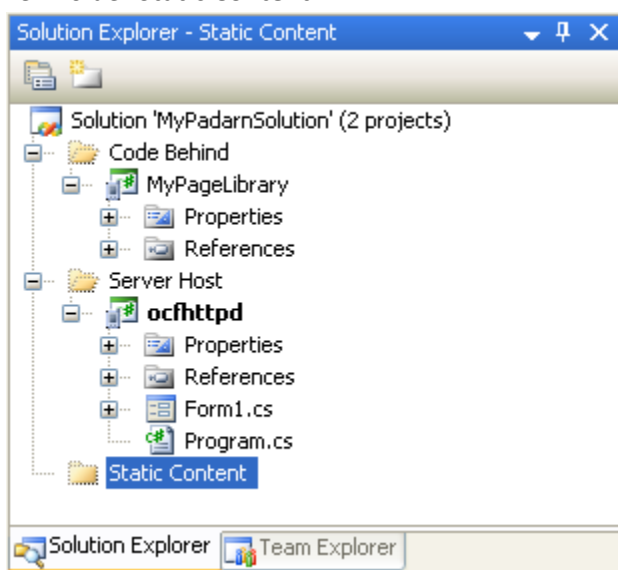 Solution Explorer - Static Content
Solution 'MyPadarnSolution' (2 projects)
Code Behind
MyPageLibrary
Properties
References
Server Host
ocfhttpd
Properties
References
Form1.cs
Program.cs
Static Content
Solution Explorer Team Explorer